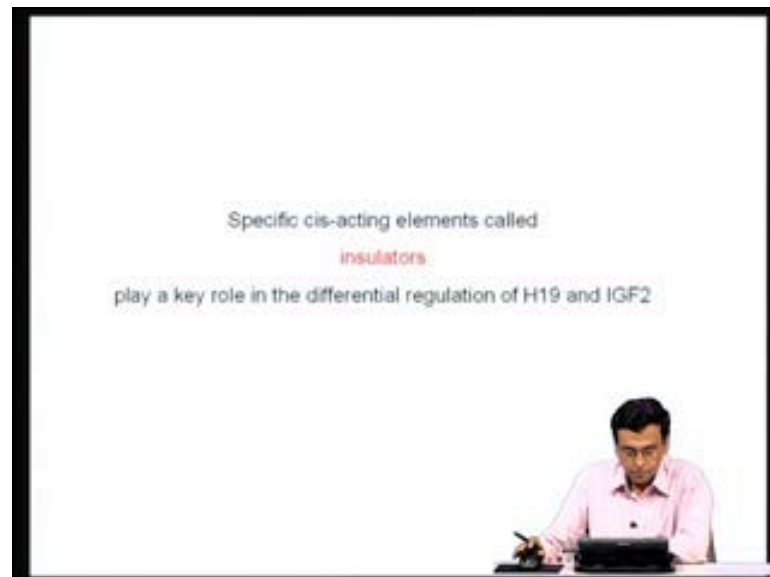 Specific cis-acting elements called
insulators
play a key role in the differential regulation of H19 and IGF2